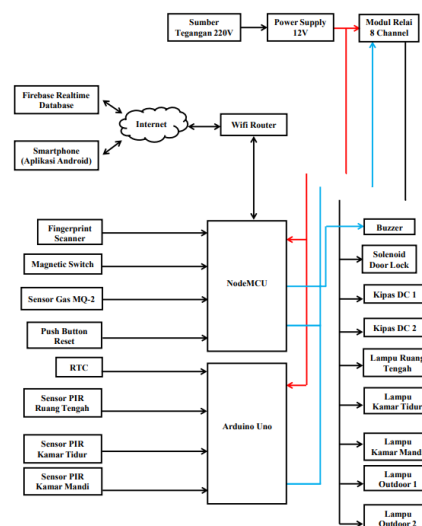 Sumber
Tegangan 220V
Power Supply
12V
Modul Relai
8 Channel
Firebase Realtime
Database
Internet
Wifi Router
Smartphone
(Aplikasi Android)
Fingerprint
Scanner
Magnetic Switch
Sensor Gas MQ-2
Push Button
Reset
NodeMCU
RTC
Sensor PIR
Ruang Tengah
Sensor PIR
Kamar Tidur
Sensor PIR
Kamar Mandi
Arduino Uno
Buzzer
Solenoid
Door Lock
Kipas DC 1
Kipas DC 2
Lampu Ruang
Tengah
Lampu
Kamar Tidur
Lampu
Kamar Mandi
Lampu
Outdoor 1
Lampu
Outdoor 2